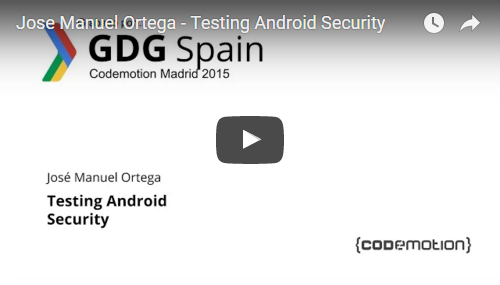 Jose Manuel Ortega - Testing Android Security
GDG Spain
Codemotion Madrid 2015
José Manuel Ortega
Testing Android
Security
{CODEMOTION}